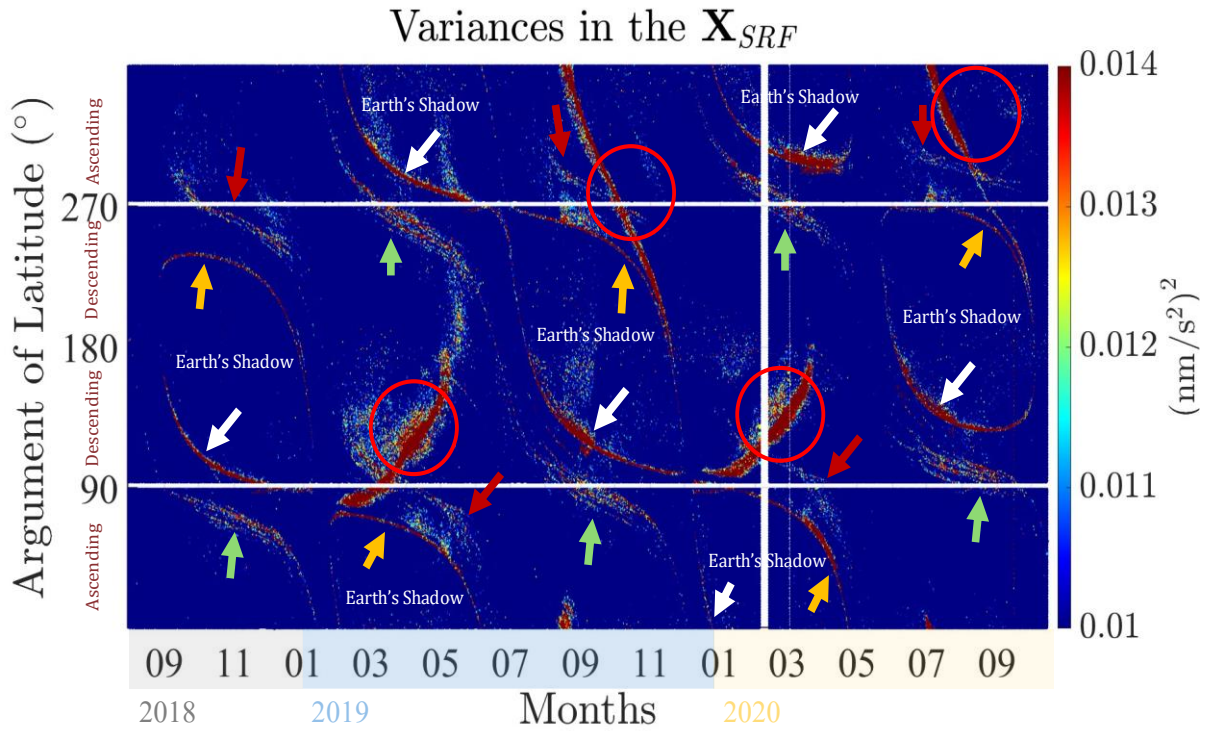 Variances in the X_SRF
Argument of Latitude (°)
Ascending
Descending
Descending
Ascending
270
180
90
Earth's Shadow
Earth's Shadow
Earth's Shadow
Earth's Shadow
Earth's Shadow
Earth's Shadow
Earth's Shadow
0.014
0.013
0.012
0.011
0.01
(nm/s²)²
09 11 01 03 05 07 09 11 01 03 05 07 09
2018 2019 Months 2020